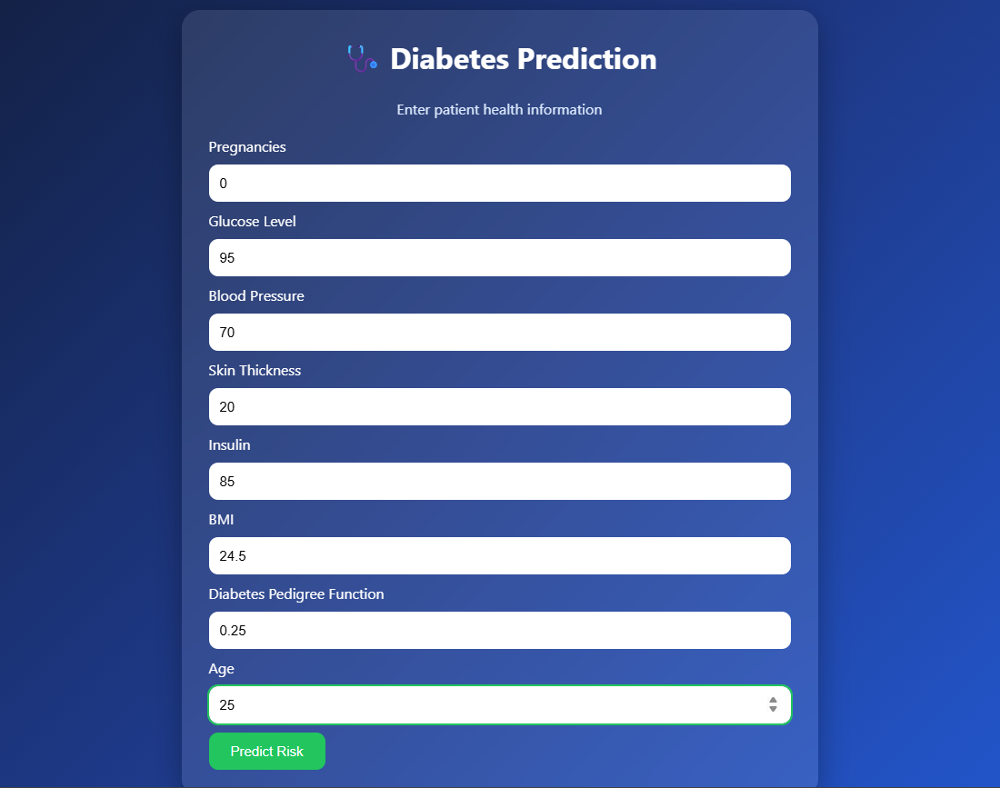 Diabetes Prediction
Enter patient health information
Pregnancies
0
Glucose Level
95
Blood Pressure
70
Skin Thickness
20
Insulin
85
BMI
24.5
Diabetes Pedigree Function
0.25
Age
25
Predict Risk